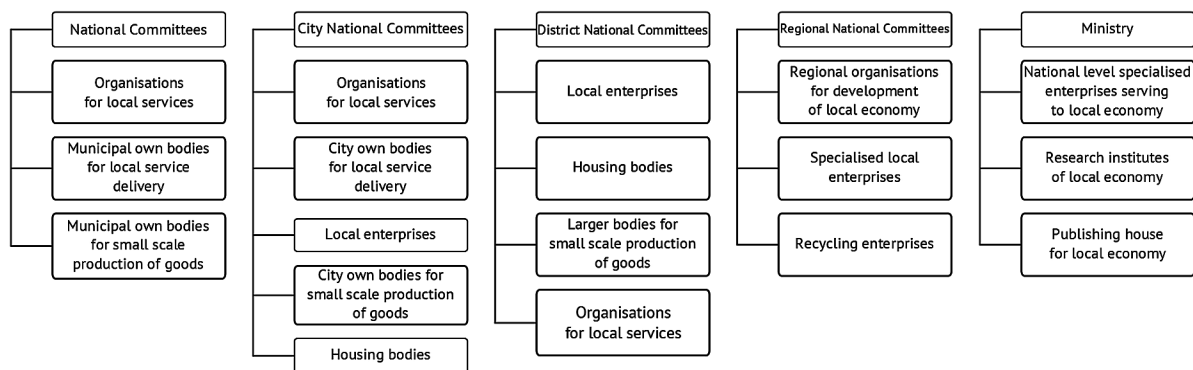 National Committees
Organisations
for local services
Municipal own bodies
for local service
delivery
Municipal own bodies
for small scale
production of goods
City National Committees
Organisations
for local services
City own bodies
for local service
delivery
Local enterprises
City own bodies for
small scale production
of goods
Housing bodies
District National Committees
Local enterprises
Housing bodies
Larger bodies for
small scale production
of goods
Organisations
for local services
Regional National Committees
Regional organisations
for development
of local economy
Specialised local
enterprises
Recycling enterprises
Ministry
National level specialised
enterprises serving
to local economy
Research institutes
of local economy
Publishing house
for local economy